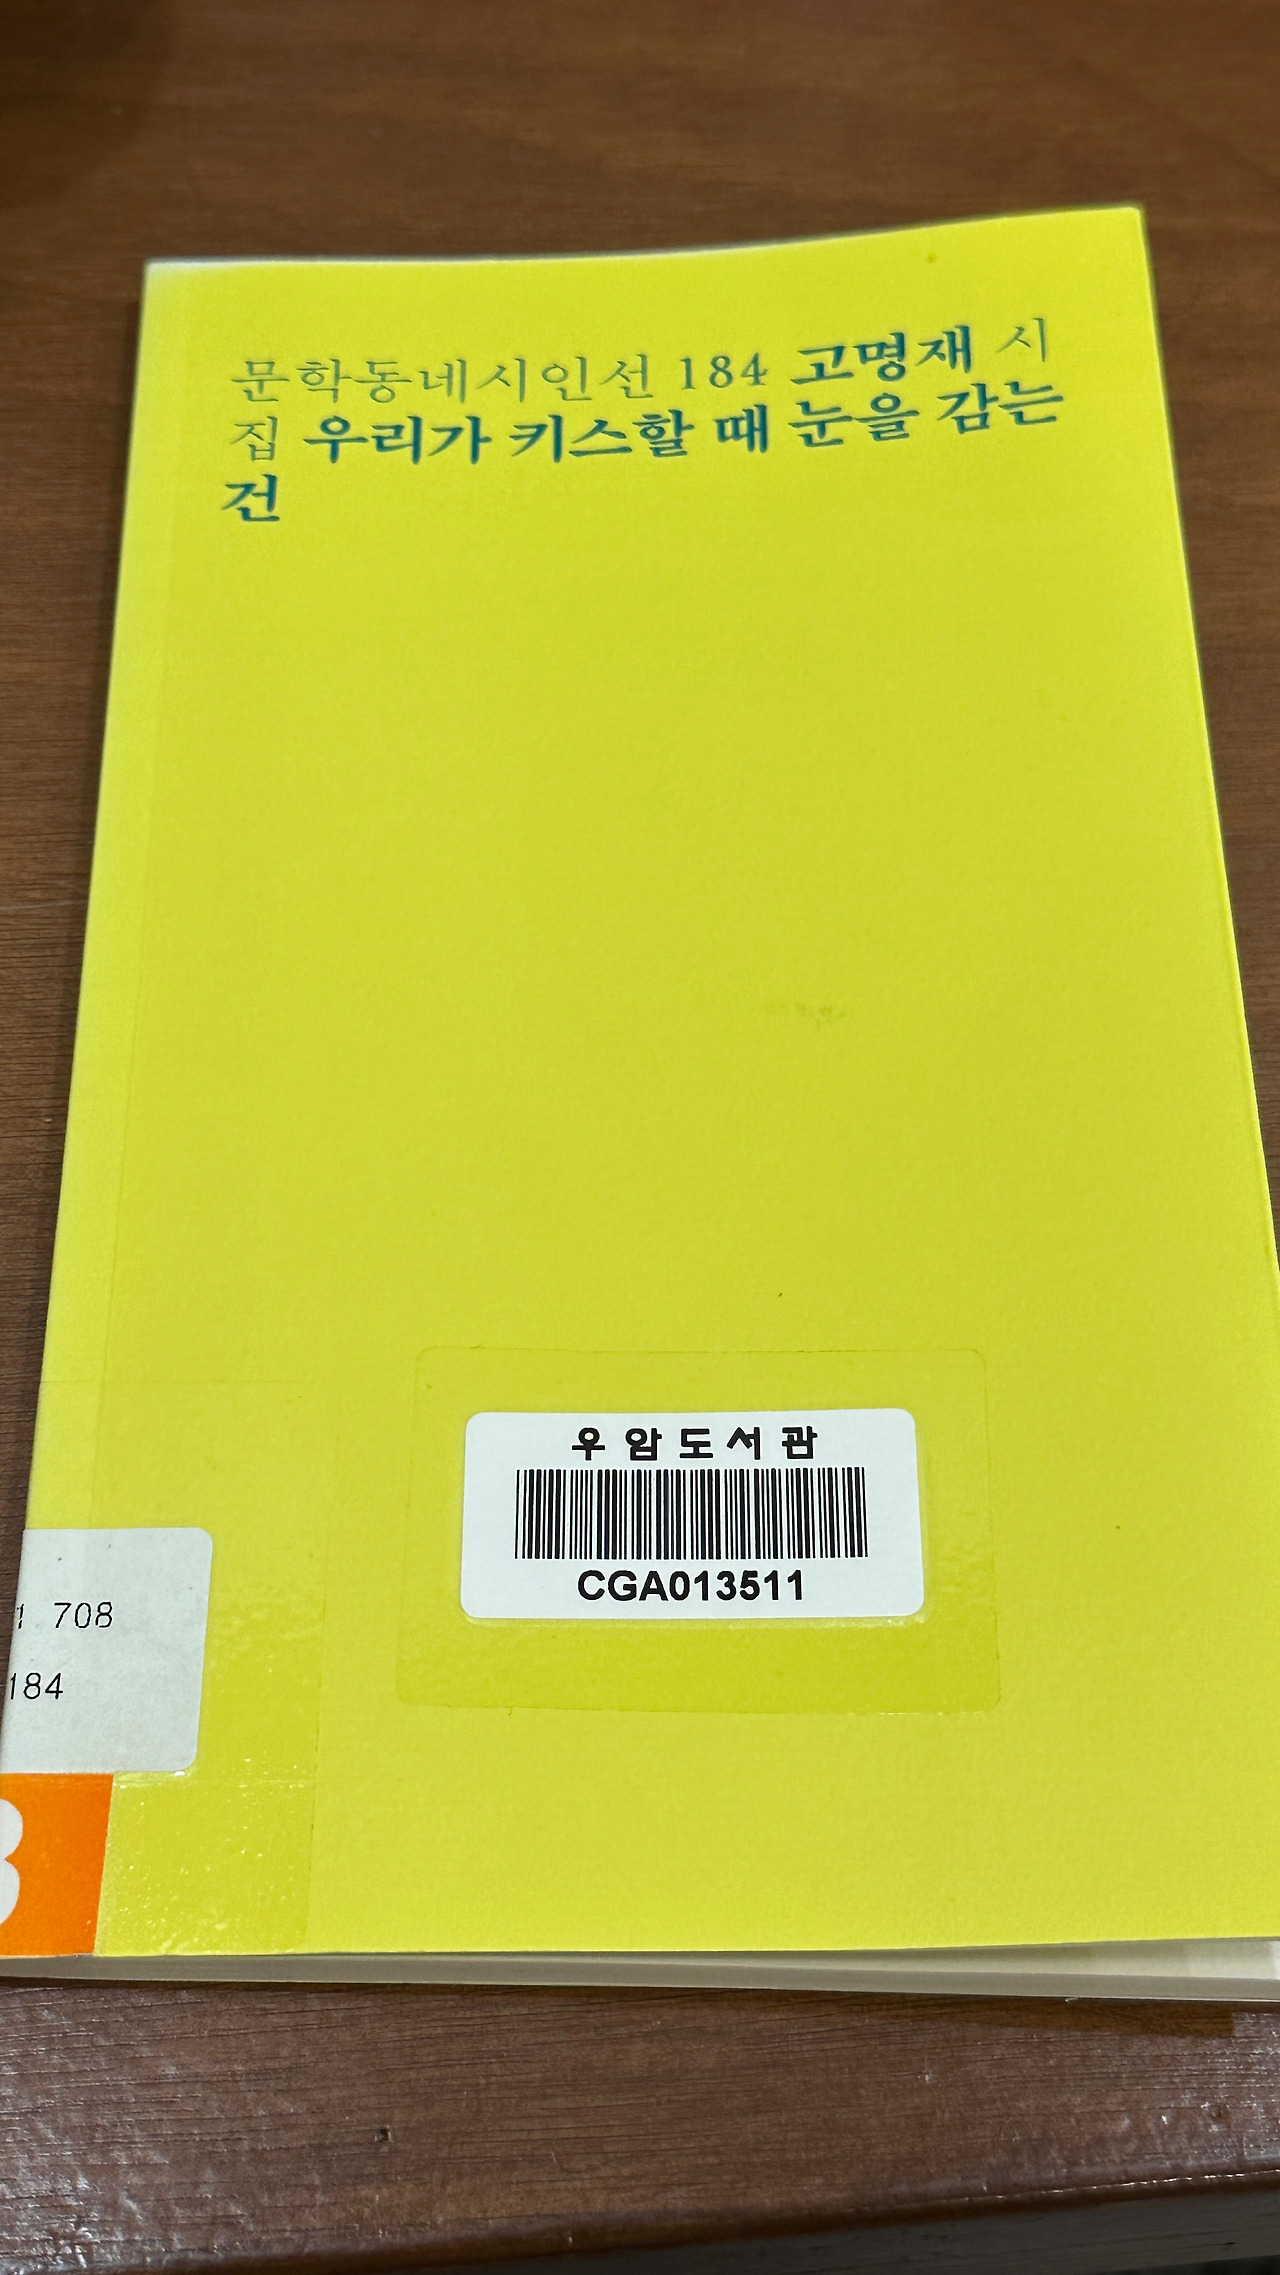 문학동네시인선 184 고명재 시
집 우리가 키스할 때 눈을 감는
건
우암도서관
CGA013511
1.708
184